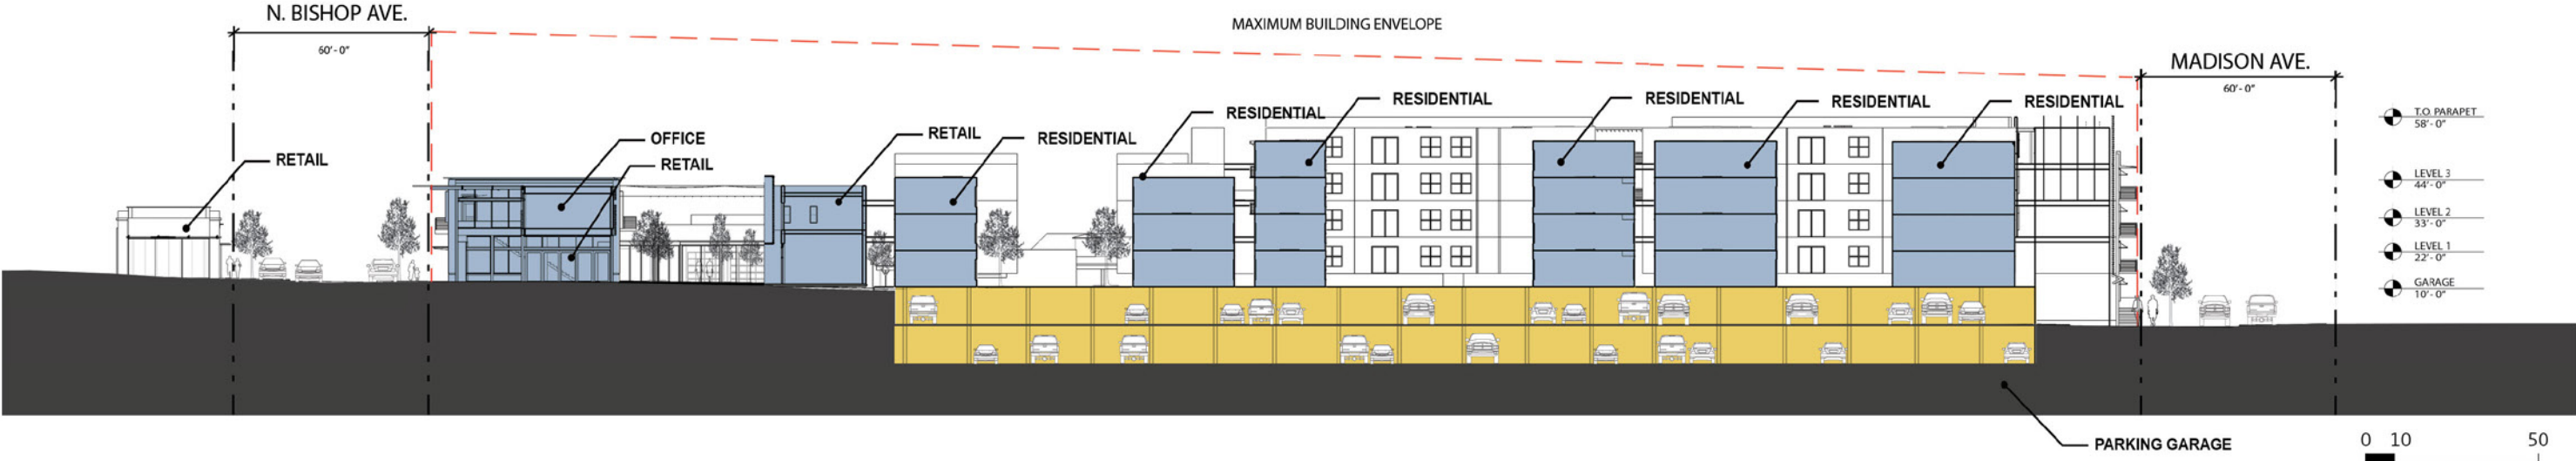 N. BISHOP AVE.
60'- 0"
MAXIMUM BUILDING ENVELOPE
MADISON AVE.
60'- 0"
RETAIL
OFFICE
RETAIL
RETAIL
RESIDENTIAL
RESIDENTIAL
RESIDENTIAL
RESIDENTIAL
RESIDENTIAL
RESIDENTIAL
T.O. PARAPET
58'- 0"
LEVEL 3
44'- 0"
LEVEL 2
33'- 0"
LEVEL 1
22'- 0"
GARAGE
10'- 0"
PARKING GARAGE
0 10 50